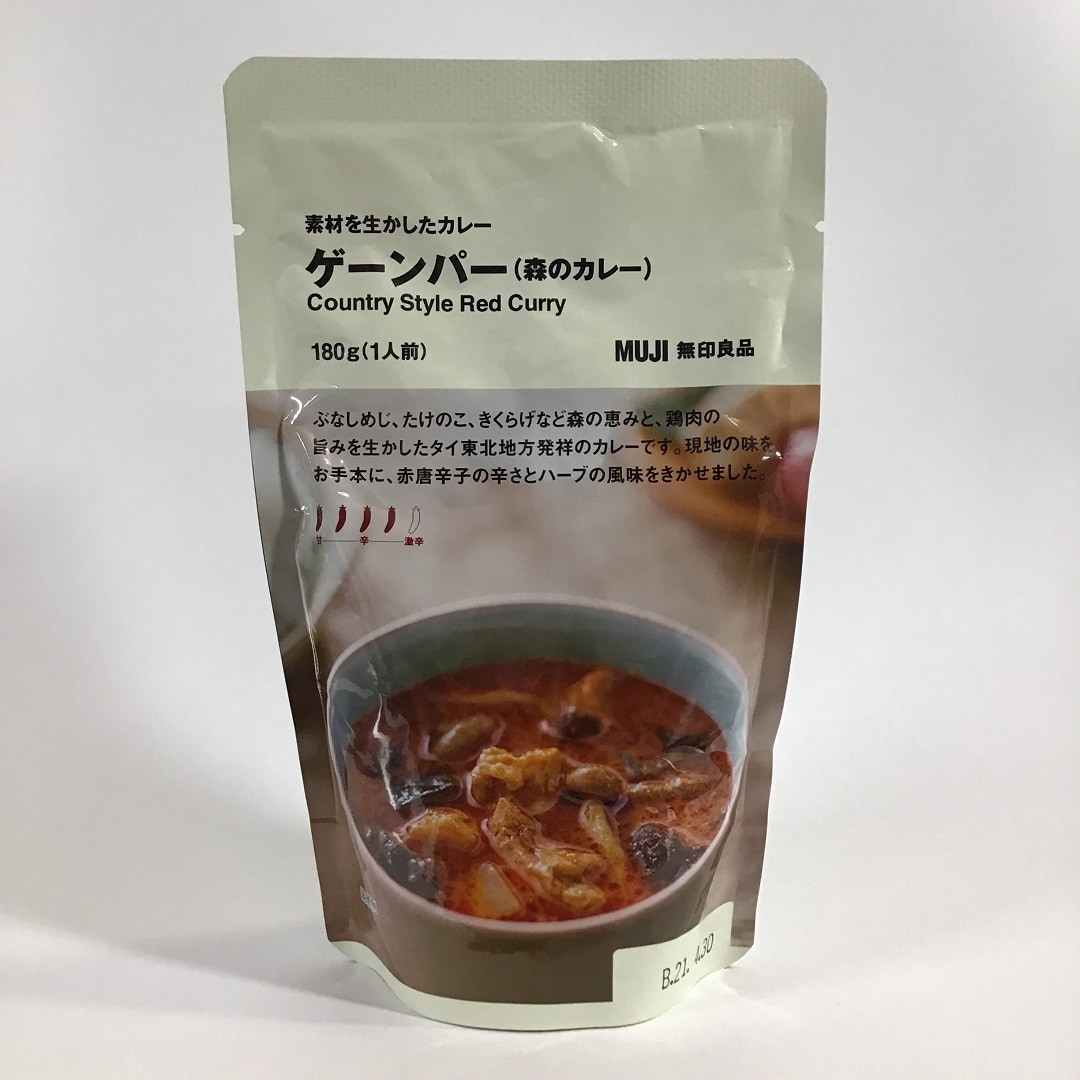 素材を生かしたカレー
ゲーンパー(森のカレー)
Country Style Red Curry
180g(1人前)
MUJI 無印良品
ぶなしめじ、たけのこ、きくらげなど森の恵みと、鶏肉の
旨みを生かしたタイ東北地方発祥のカレーです。現地の味を
お手本に、赤唐辛子の辛さとハーブの風味をきかせました。
甘 辛 激辛
B.21. 4.30